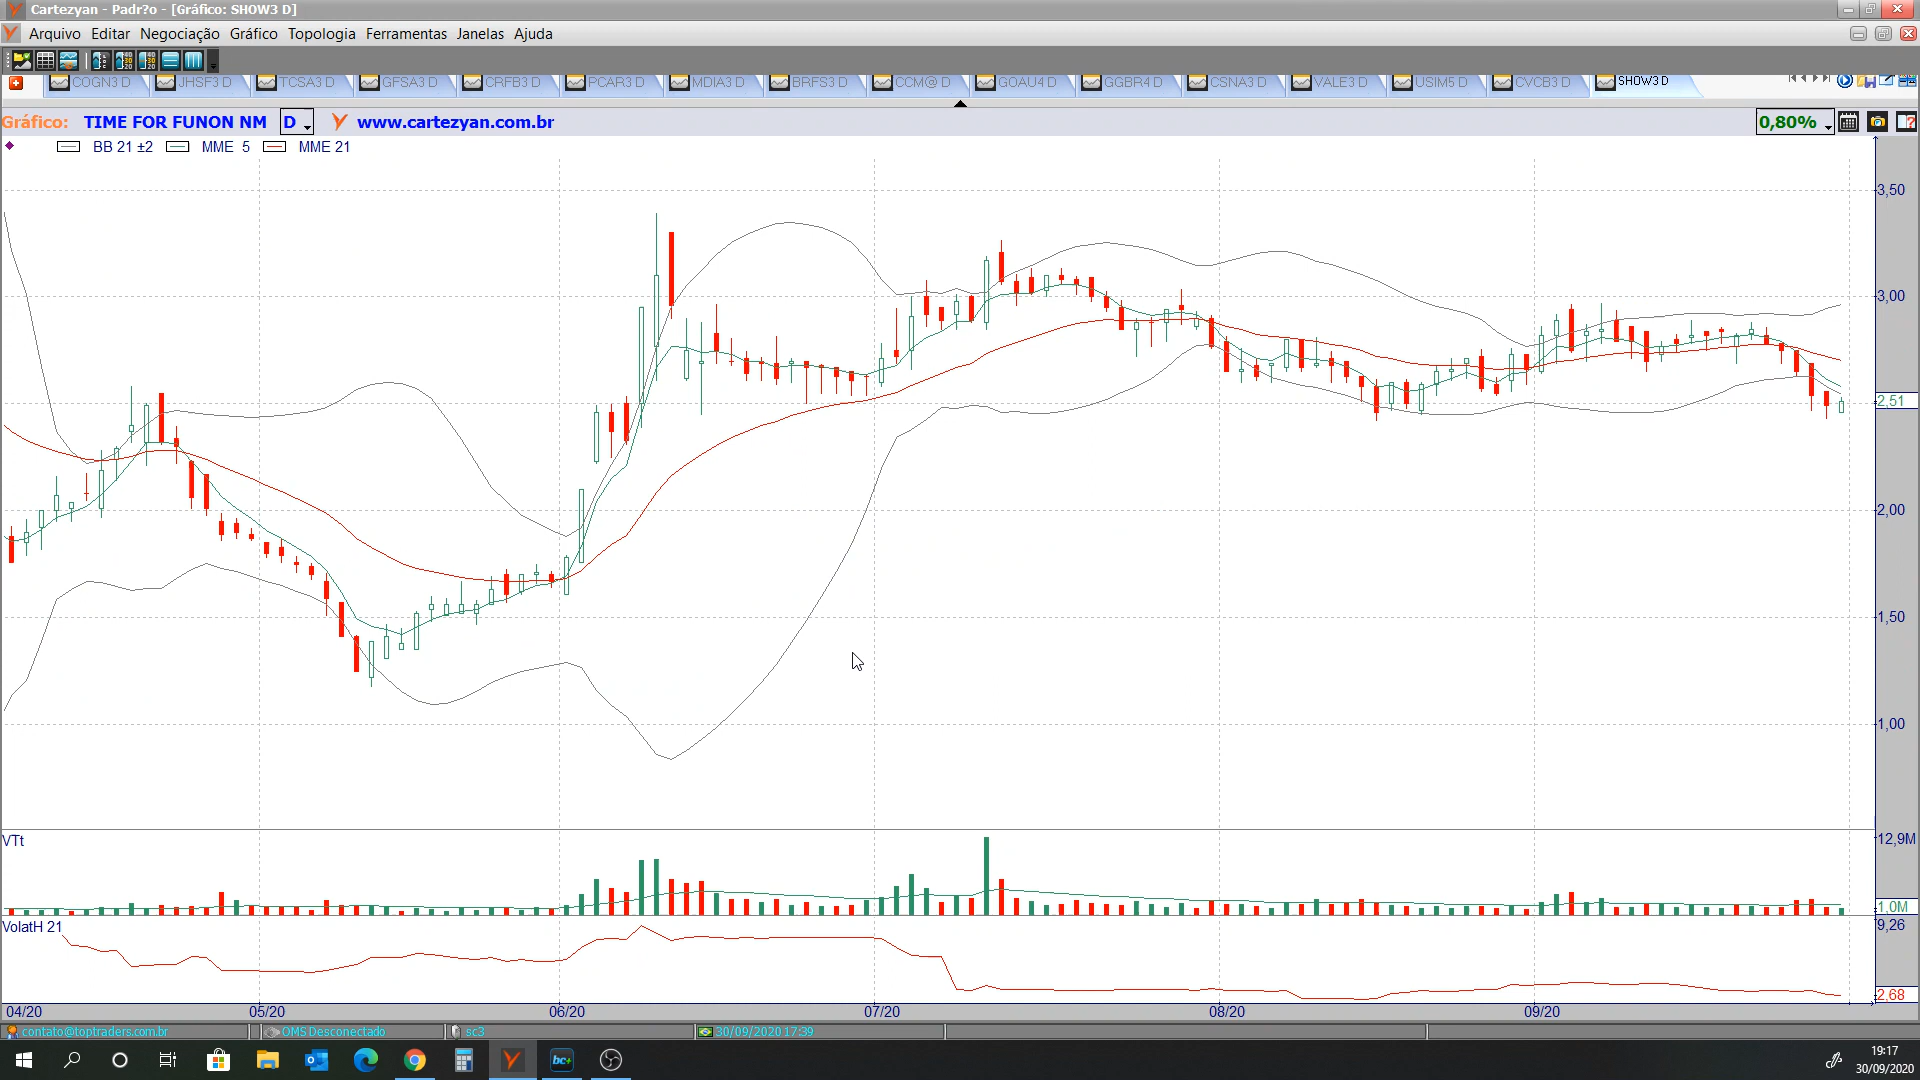 Cartezyan - Padr?o - [Gráfico: SHOW3 D]
Arquivo Editar Negociação Gráfico Topologia Ferramentas Janelas Ajuda
COGN3 D JHSF3 D TCSA3 D GFSA3 D CRFB3 D PCAR3 D MDIA3 D BRFS3 D CCM@ D GOAU4 D GGBR4 D CSNA3 D VALE3 D USIM5 D CVCB3 D SHOW3 D
Gráfico: TIME FOR FUNON NM D www.cartezyan.com.br 0,80%
BB 21 ±2 MME 5 MME 21
3,50
3,00
2,51
2,00
1,50
1,00
VTt 12,9M
1,0M
VolatH 21 9,26
2,68
04/20 05/20 06/20 07/20 08/20 09/20
contato@toptraders.com.br OMS Desconectado sc3 30/09/2020 17:39
bc+
19:17
30/09/2020